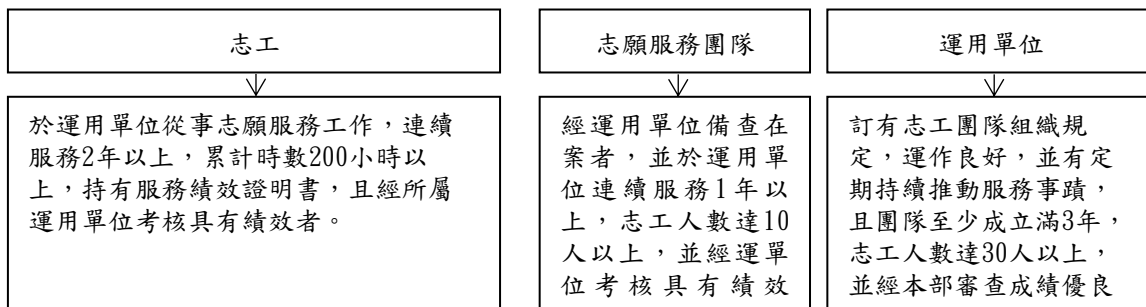 志工
於運用單位從事志願服務工作，連續
服務2年以上，累計時數200小時以
上，持有服務績效證明書，且經所屬
運用單位考核具有績效者。
志願服務團隊
經運用單位備查在
案者，並於運用單
位連續服務1年以
上，志工人數達10
人以上，並經運單
位考核具有績效
運用單位
訂有志工團隊組織規
定，運作良好，並有定
期持續推動服務事蹟，
且團隊至少成立滿3年，
志工人數達30人以上，
並經本部審查成績優良